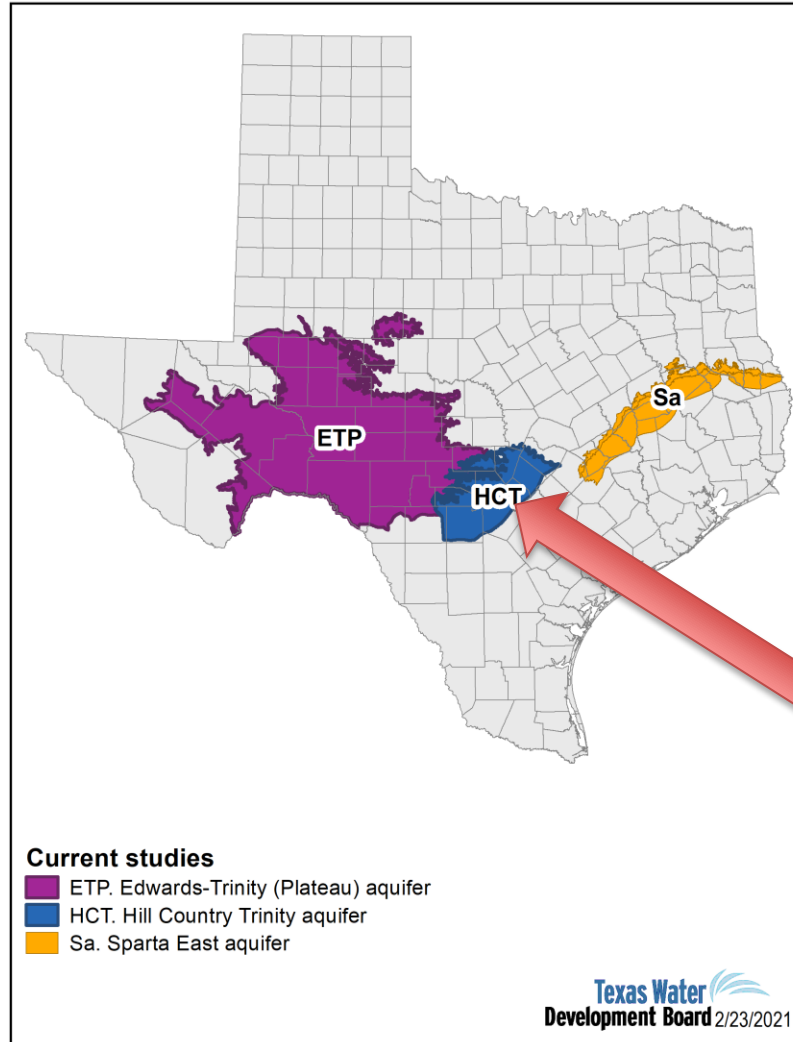 ETP
HCT
Sa
Current studies
ETP. Edwards-Trinity (Plateau) aquifer
HCT. Hill Country Trinity aquifer
Sa. Sparta East aquifer
Texas Water
Development Board 2/23/2021